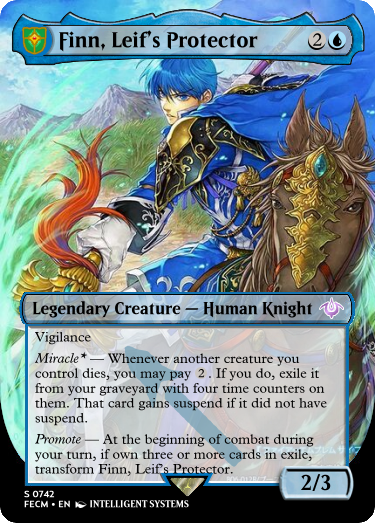 Finn, Leif's Protector 2
Legendary Creature — Human Knight
Vigilance
Miracle* — Whenever another creature you
control dies, you may pay 2 . If you do, exile it
from your graveyard with four time counters on
them. That card gains suspend if it did not have
suspend.
Promote — At the beginning of combat during
your turn, if own three or more cards in exile,
transform Finn, Leif's Protector.
2/3
S 0742
FECM • EN INTELLIGENT SYSTEMS